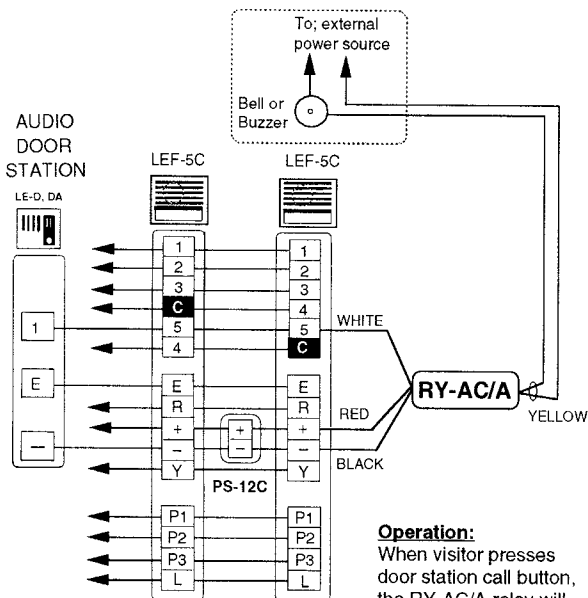 To; external
power source
Bell or
Buzzer
AUDIO
DOOR
STATION
LE-D, DA
LEF-5C
LEF-5C
1
2
3
C
5
4
E
R
+
–
Y
P1
P2
P3
L
1
2
3
4
5
C
E
R
+
–
Y
P1
P2
P3
L
1
E
—
+
–
PS-12C
WHITE
RED
BLACK
RY-AC/A
YELLOW
Operation:
When visitor presses
door station call button,
the RY-AC/A relay will